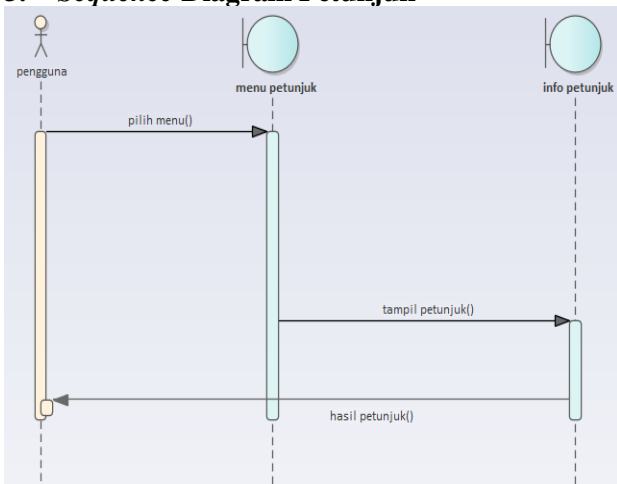 Sequence Diagram Petunjuk
pengguna
menu petunjuk
info petunjuk
pilih menu()
tampil petunjuk()
hasil petunjuk()